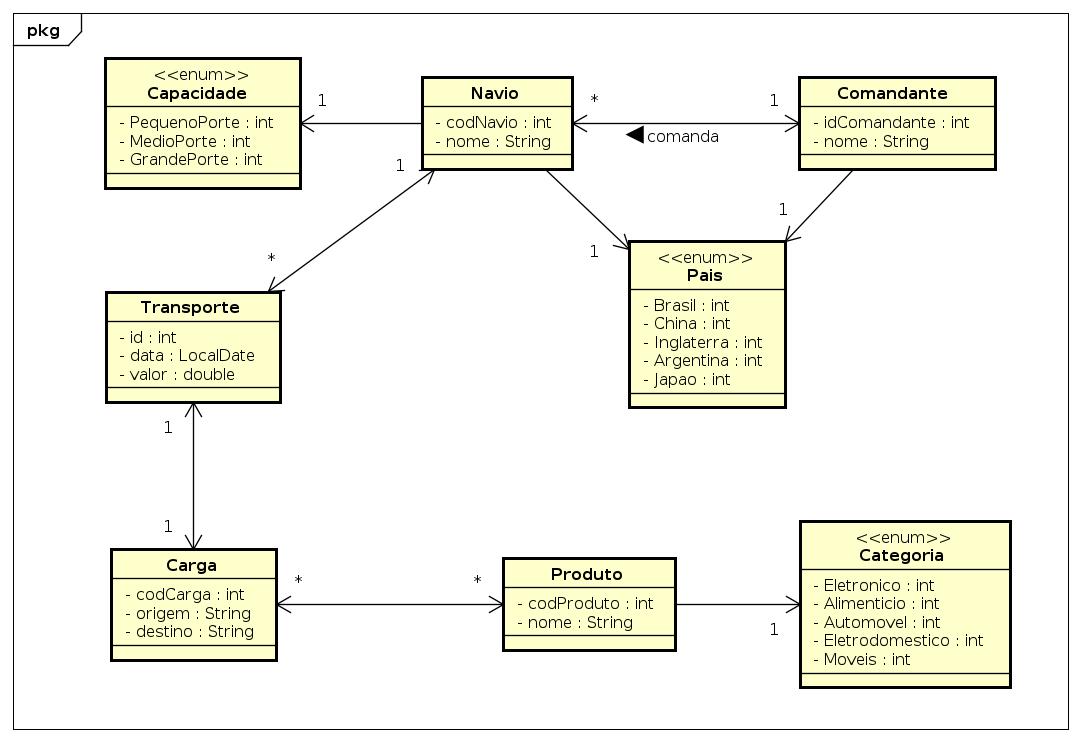 pkg
<<enum>>
Capacidade
- PequenoPorte : int
- MedioPorte : int
- GrandePorte : int
1
Navio
- codNavio : int
- nome : String
*
1
comanda
Comandante
- idComandante : int
- nome : String
1
*
1
1
<<enum>>
Pais
- Brasil : int
- China : int
- Inglaterra : int
- Argentina : int
- Japao : int
Transporte
- id : int
- data : LocalDate
- valor : double
1
1
Carga
- codCarga : int
- origem : String
- destino : String
*
*
Produto
- codProduto : int
- nome : String
1
<<enum>>
Categoria
- Eletronico : int
- Alimenticio : int
- Automovel : int
- Eletrodomestico : int
- Moveis : int